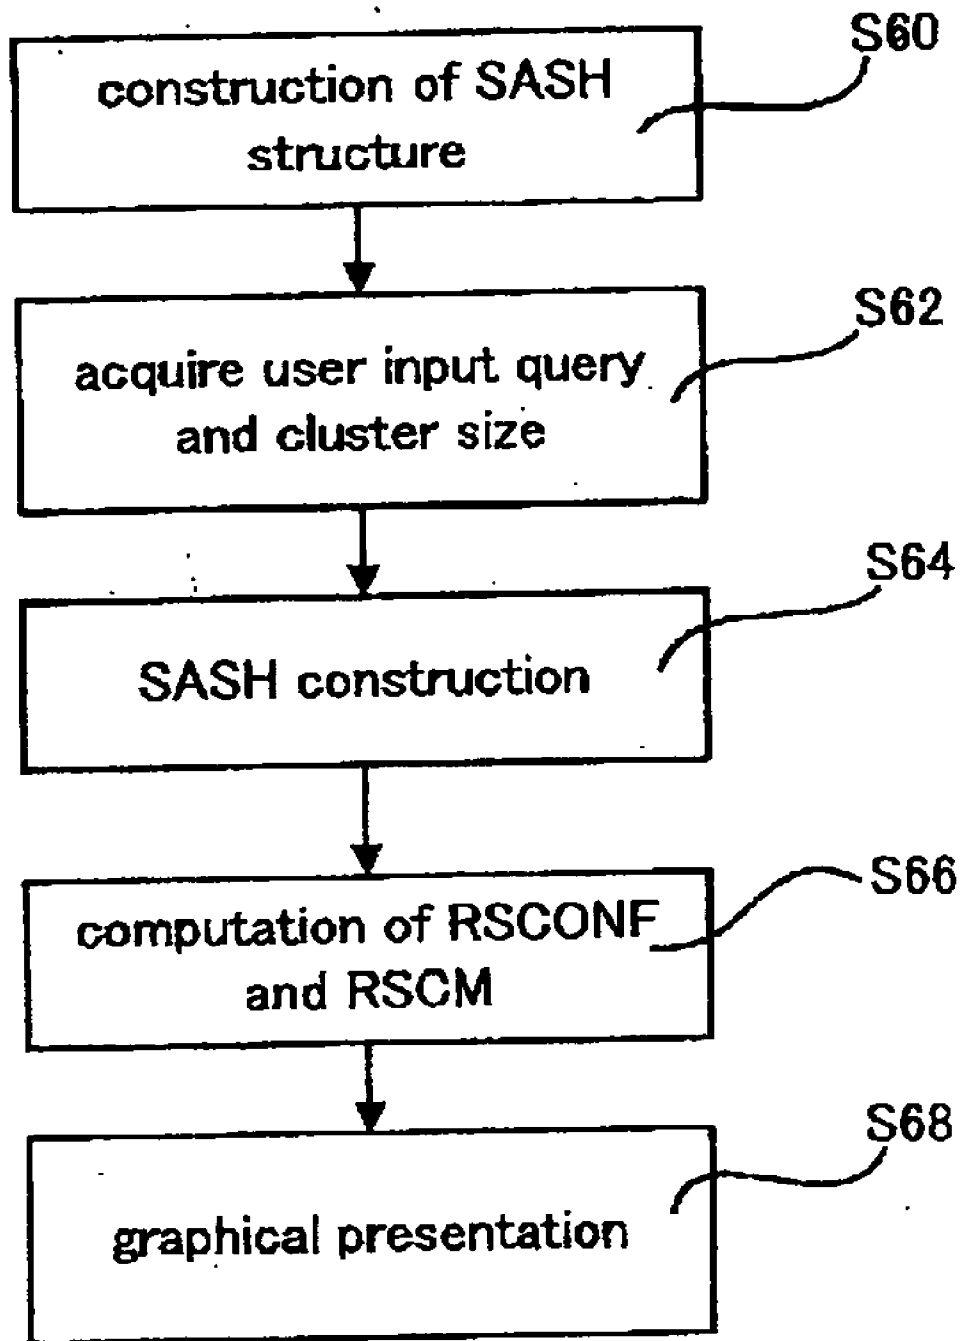 S60
construction of SASH
structure
S62
acquire user input query
and cluster size
S64
SASH construction
S66
computation of RSCONF
and RSCM
S68
graphical presentation